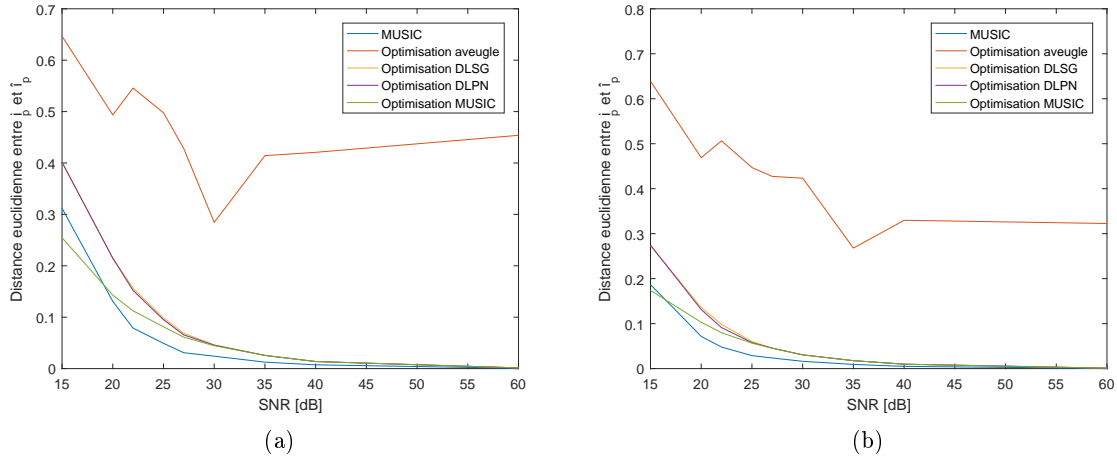 0.7
0.6
0.5
0.4
0.3
0.2
0.1
0
15 20 25 30 35 40 45 50 55 60
SNR [dB]
Distance euclidienne entre i_p et î_p
MUSIC
Optimisation aveugle
Optimisation DLSG
Optimisation DLPN
Optimisation MUSIC
(a)
0.8
0.7
0.6
0.5
0.4
0.3
0.2
0.1
0
15 20 25 30 35 40 45 50 55 60
SNR [dB]
Distance euclidienne entre i_p et î_p
MUSIC
Optimisation aveugle
Optimisation DLSG
Optimisation DLPN
Optimisation MUSIC
(b)